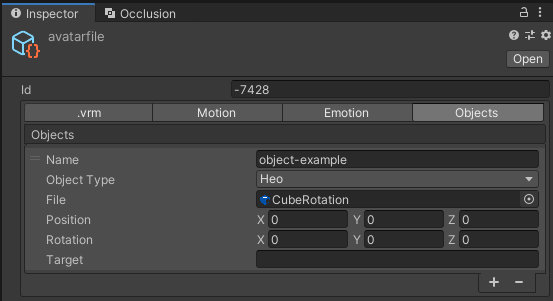 Inspector Occlusion
avatarfile
Open
Id -7428
.vrm Motion Emotion Objects
Objects
Name object-example
Object Type Heo
File CubeRotation
Position X 0 Y 0 Z 0
Rotation X 0 Y 0 Z 0
Target
+ −